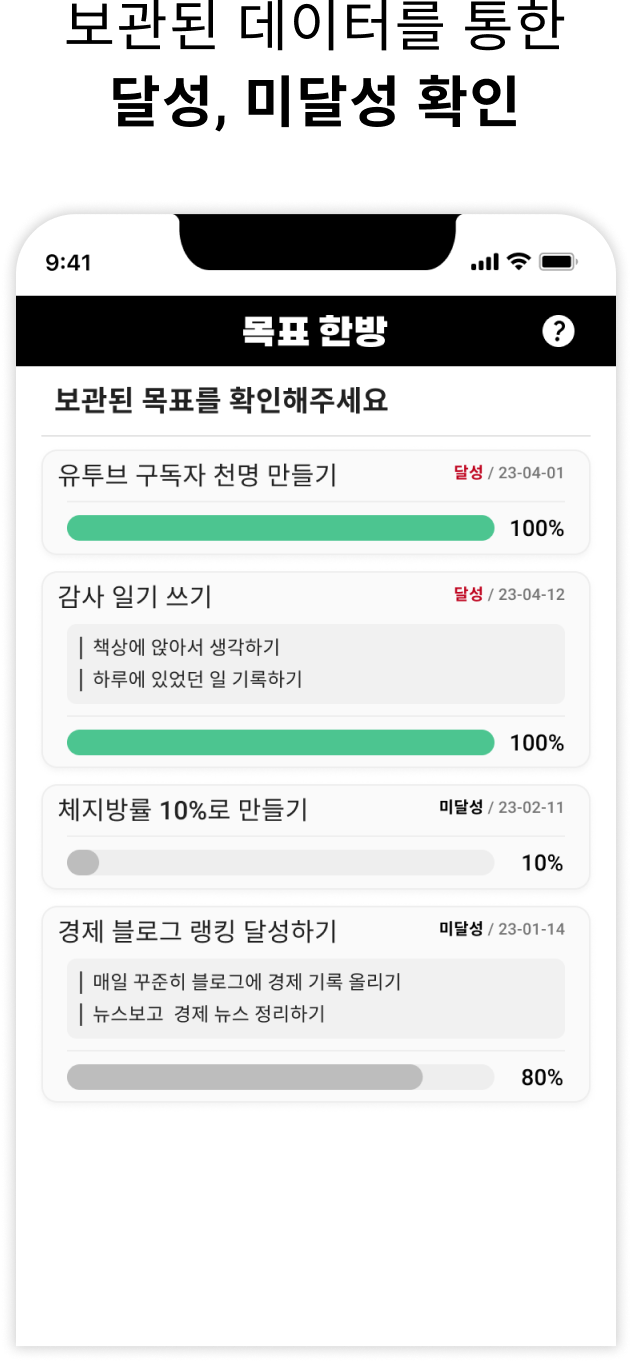 보관된 데이터를 통한
달성, 미달성 확인
9:41
목표 한방
?
보관된 목표를 확인해주세요
유투브 구독자 천명 만들기
달성 / 23-04-01
100%
감사 일기 쓰기
달성 / 23-04-12
| 책상에 앉아서 생각하기
| 하루에 있었던 일 기록하기
100%
체지방률 10%로 만들기
미달성 / 23-02-11
10%
경제 블로그 랭킹 달성하기
미달성 / 23-01-14
| 매일 꾸준히 블로그에 경제 기록 올리기
| 뉴스보고  경제 뉴스 정리하기
80%